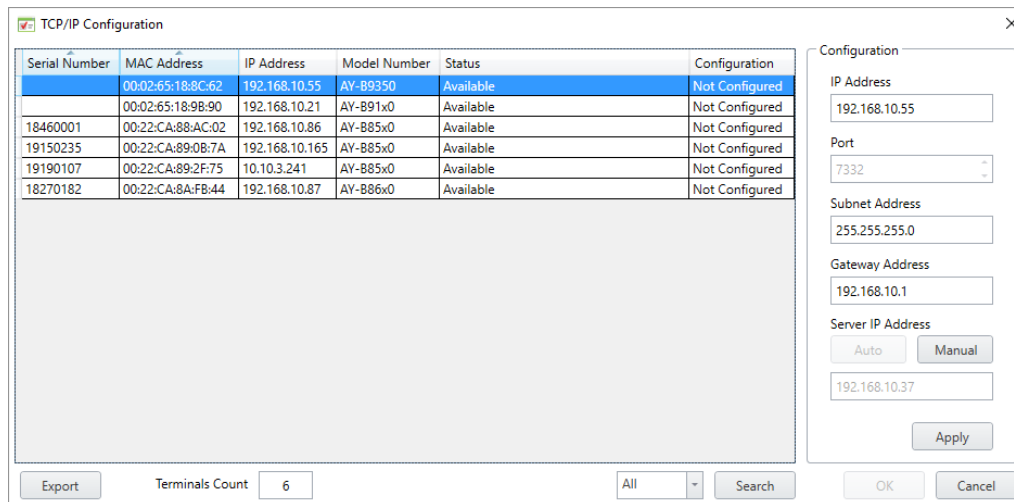 TCP/IP Configuration
Serial Number MAC Address IP Address Model Number Status Configuration
00:02:65:18:8C:62 192.168.10.55 AY-B9350 Available Not Configured
00:02:65:18:9B:90 192.168.10.21 AY-B91x0 Available Not Configured
18460001 00:22:CA:88:AC:02 192.168.10.86 AY-B85x0 Available Not Configured
19150235 00:22:CA:89:0B:7A 192.168.10.165 AY-B85x0 Available Not Configured
19190107 00:22:CA:89:2F:75 10.10.3.241 AY-B85x0 Available Not Configured
18270182 00:22:CA:8A:FB:44 192.168.10.87 AY-B86x0 Available Not Configured
Configuration
IP Address
192.168.10.55
Port
7332
Subnet Address
255.255.255.0
Gateway Address
192.168.10.1
Server IP Address
Auto Manual
192.168.10.37
Apply
Export Terminals Count 6 All Search OK Cancel